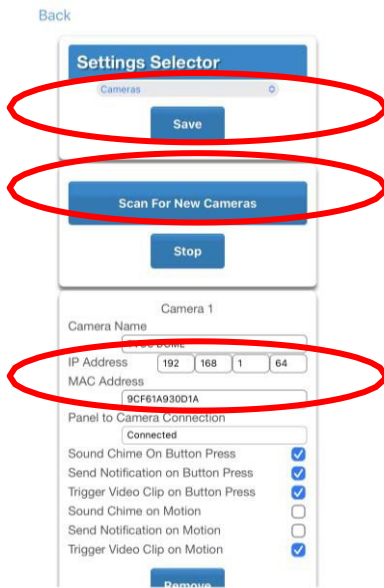 Back
Settings Selector
Cameras
Save
Scan For New Cameras
Stop
Camera 1
Camera Name
DOME
IP Address 192 168 1 64
MAC Address
9CF61A930D1A
Panel to Camera Connection
Connected
Sound Chime On Button Press
Send Notification on Button Press
Trigger Video Clip on Button Press
Sound Chime on Motion
Send Notification on Motion
Trigger Video Clip on Motion
Remove